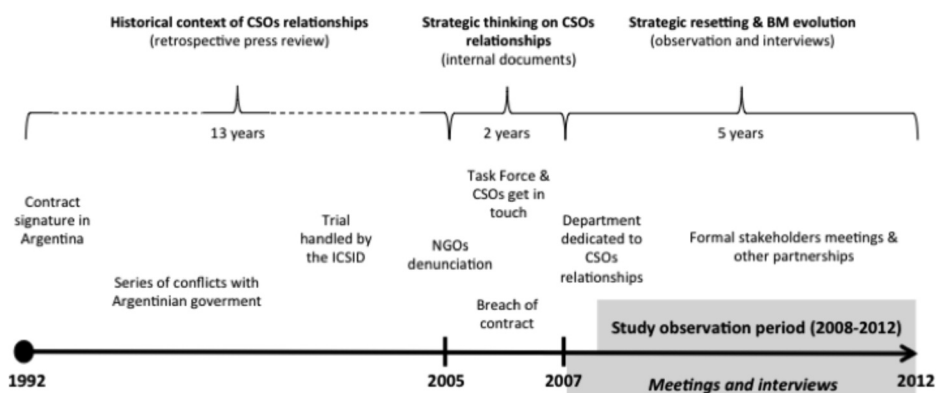 Historical context of CSOs relationships
(retrospective press review)
Strategic thinking on CSOs
relationships
(internal documents)
Strategic resetting & BM evolution
(observation and interviews)
13 years
2 years
5 years
Contract
signature in
Argentina
Series of conflicts with
Argentinian goverment
Trial
handled by
the ICSID
NGOs
denunciation
Task Force &
CSOs get in
touch
Breach of
contract
Department
dedicated to
CSOs
relationships
Formal stakeholders meetings &
other partnerships
Study observation period (2008-2012)
1992
2005
2007
Meetings and interviews
2012